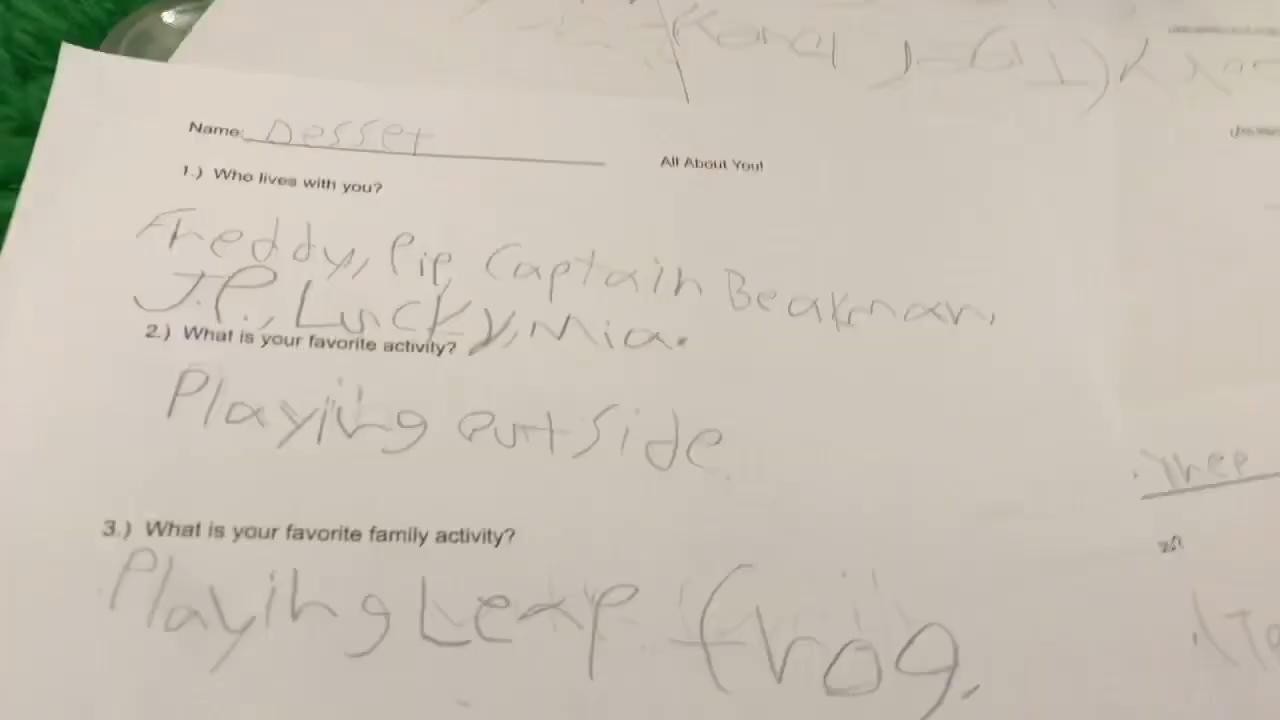 Name: Desset
All About You!
1.) Who lives with you?
Freddy, Pip, Captain Beakman,
J.P., Lucky, Mia.
2.) What is your favorite activity?
Playing outside
3.) What is your favorite family activity?
Playing Leap frog.